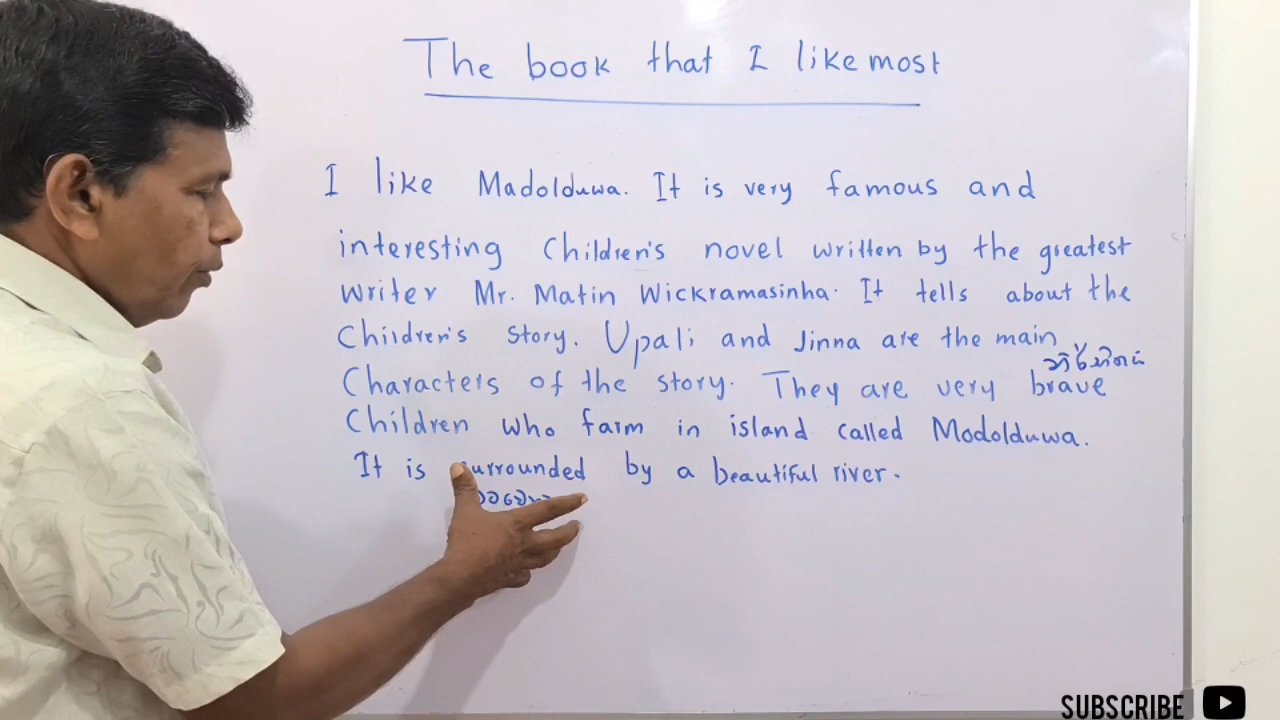 The book that I like most
I like Madolduwa. It is very famous and
interesting Children's novel written by the greatest
Writer Mr. Matin Wickramasinha. It tells about the
Children's story. Upali and Jinna are the main
Characters of the story. They are very brave
Children who farm in island called Modolduwa.
It is surrounded by a beautiful river.
SUBSCRIBE